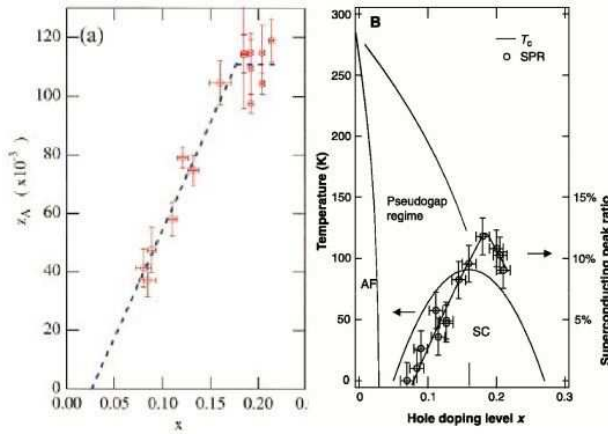 (a)
120
100
80
60
40
20
0
0.00
0.05
0.10
0.15
0.20
x
z_A ( x10^-3 )
B
T_c
SPR
300
250
200
150
100
50
0
Temperature (K)
Pseudogap
regime
AF
SC
15%
10%
5%
Superconducting peak ratio
0
0.1
0.2
0.3
Hole doping level x